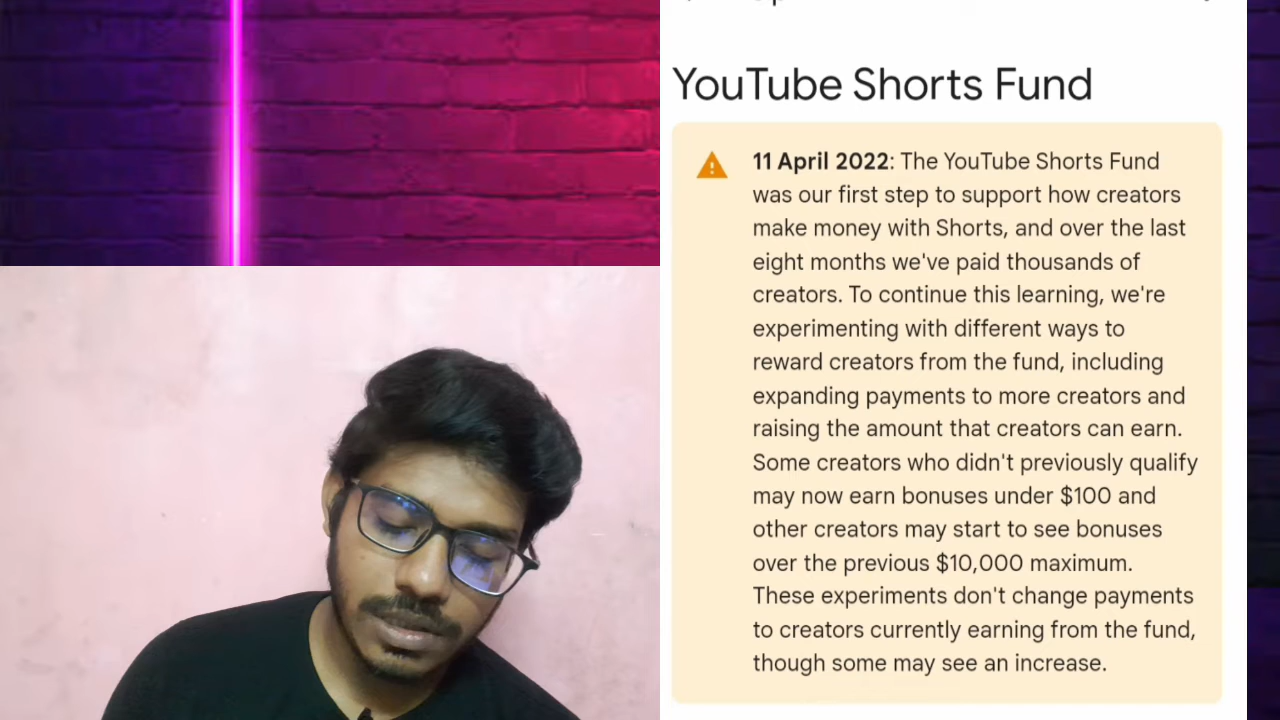 YouTube Shorts Fund
11 April 2022: The YouTube Shorts Fund
was our first step to support how creators
make money with Shorts, and over the last
eight months we've paid thousands of
creators. To continue this learning, we're
experimenting with different ways to
reward creators from the fund, including
expanding payments to more creators and
raising the amount that creators can earn.
Some creators who didn't previously qualify
may now earn bonuses under $100 and
other creators may start to see bonuses
over the previous $10,000 maximum.
These experiments don't change payments
to creators currently earning from the fund,
though some may see an increase.